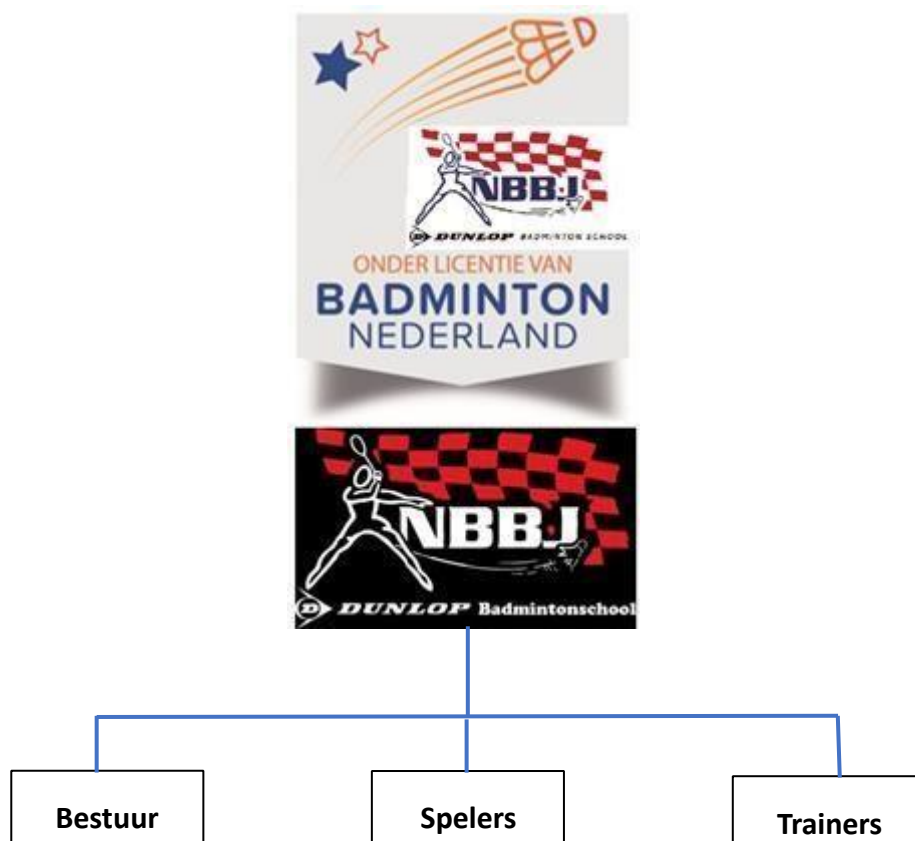 NBBJ
DUNLOP BADMINTON SCHOOL
ONDER LICENTIE VAN
BADMINTON
NEDERLAND
NBBJ
D DUNLOP Badmintonschool
Bestuur
Spelers
Trainers